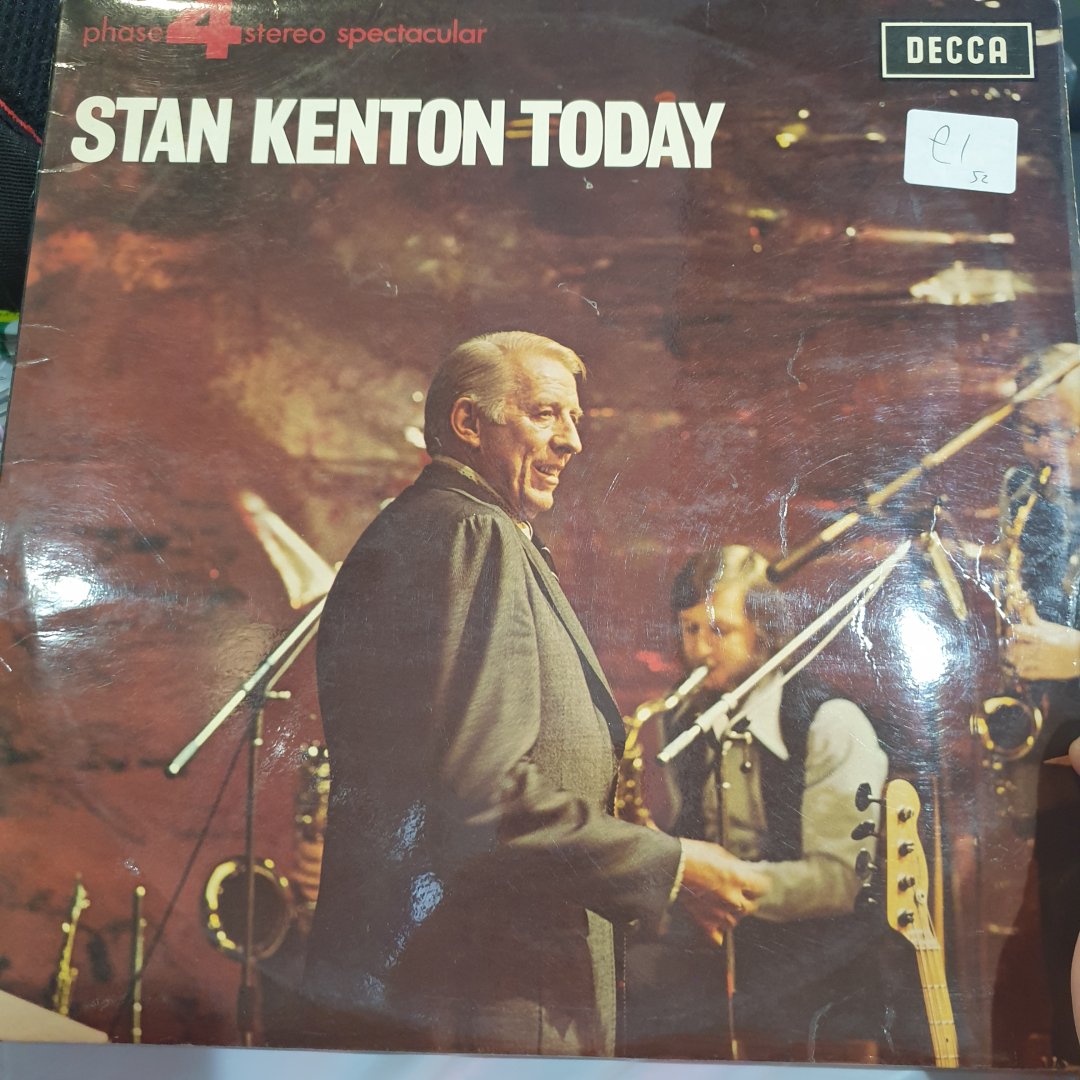 phase 4 stereo spectacular
DECCA
STAN KENTON TODAY
£1
52